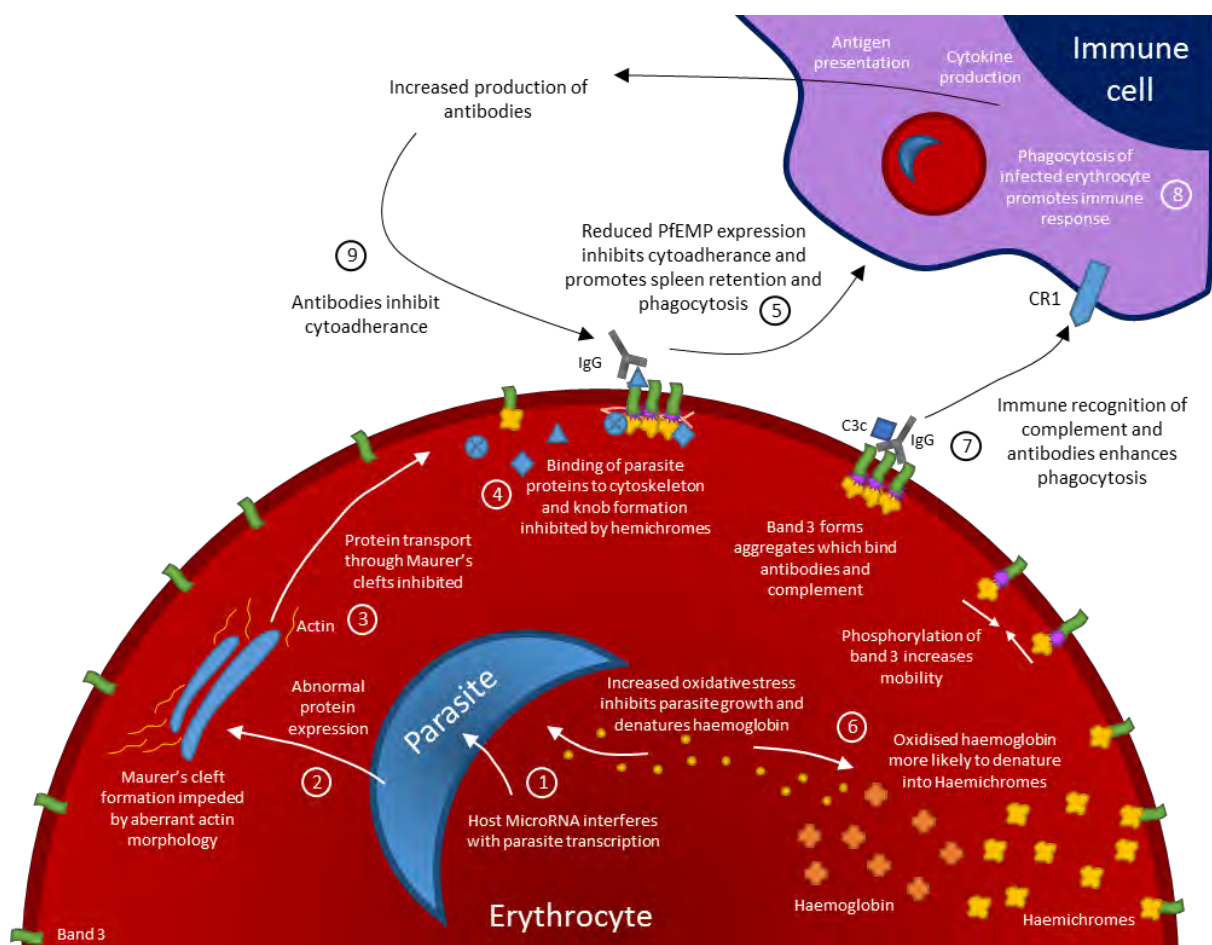 Antigen
presentation
Cytokine
production
Immune
cell
Increased production of
antibodies
Phagocytosis of
infected erythrocyte
promotes immune
response
8
Reduced PfEMP expression
inhibits cytoadherance and
promotes spleen retention and
phagocytosis
5
9
Antibodies inhibit
cytoadherance
CR1
IgG
C3c
IgG
7
Immune recognition of
complement and
antibodies enhances
phagocytosis
4
Binding of parasite
proteins to cytoskeleton
and knob formation
inhibited by hemichromes
Band 3 forms
aggregates which bind
antibodies and
complement
Protein transport
through Maurer's
clefts inhibited
3
Actin
Phosphorylation of
band 3 increases
mobility
Abnormal
protein
expression
2
Parasite
Increased oxidative stress
inhibits parasite growth and
denatures haemoglobin
6
Oxidised haemoglobin
more likely to denature
into Haemichromes
Maurer's cleft
formation impeded
by aberrant actin
morphology
1
Host MicroRNA interferes
with parasite transcription
Haemoglobin
Haemichromes
Erythrocyte
Band 3